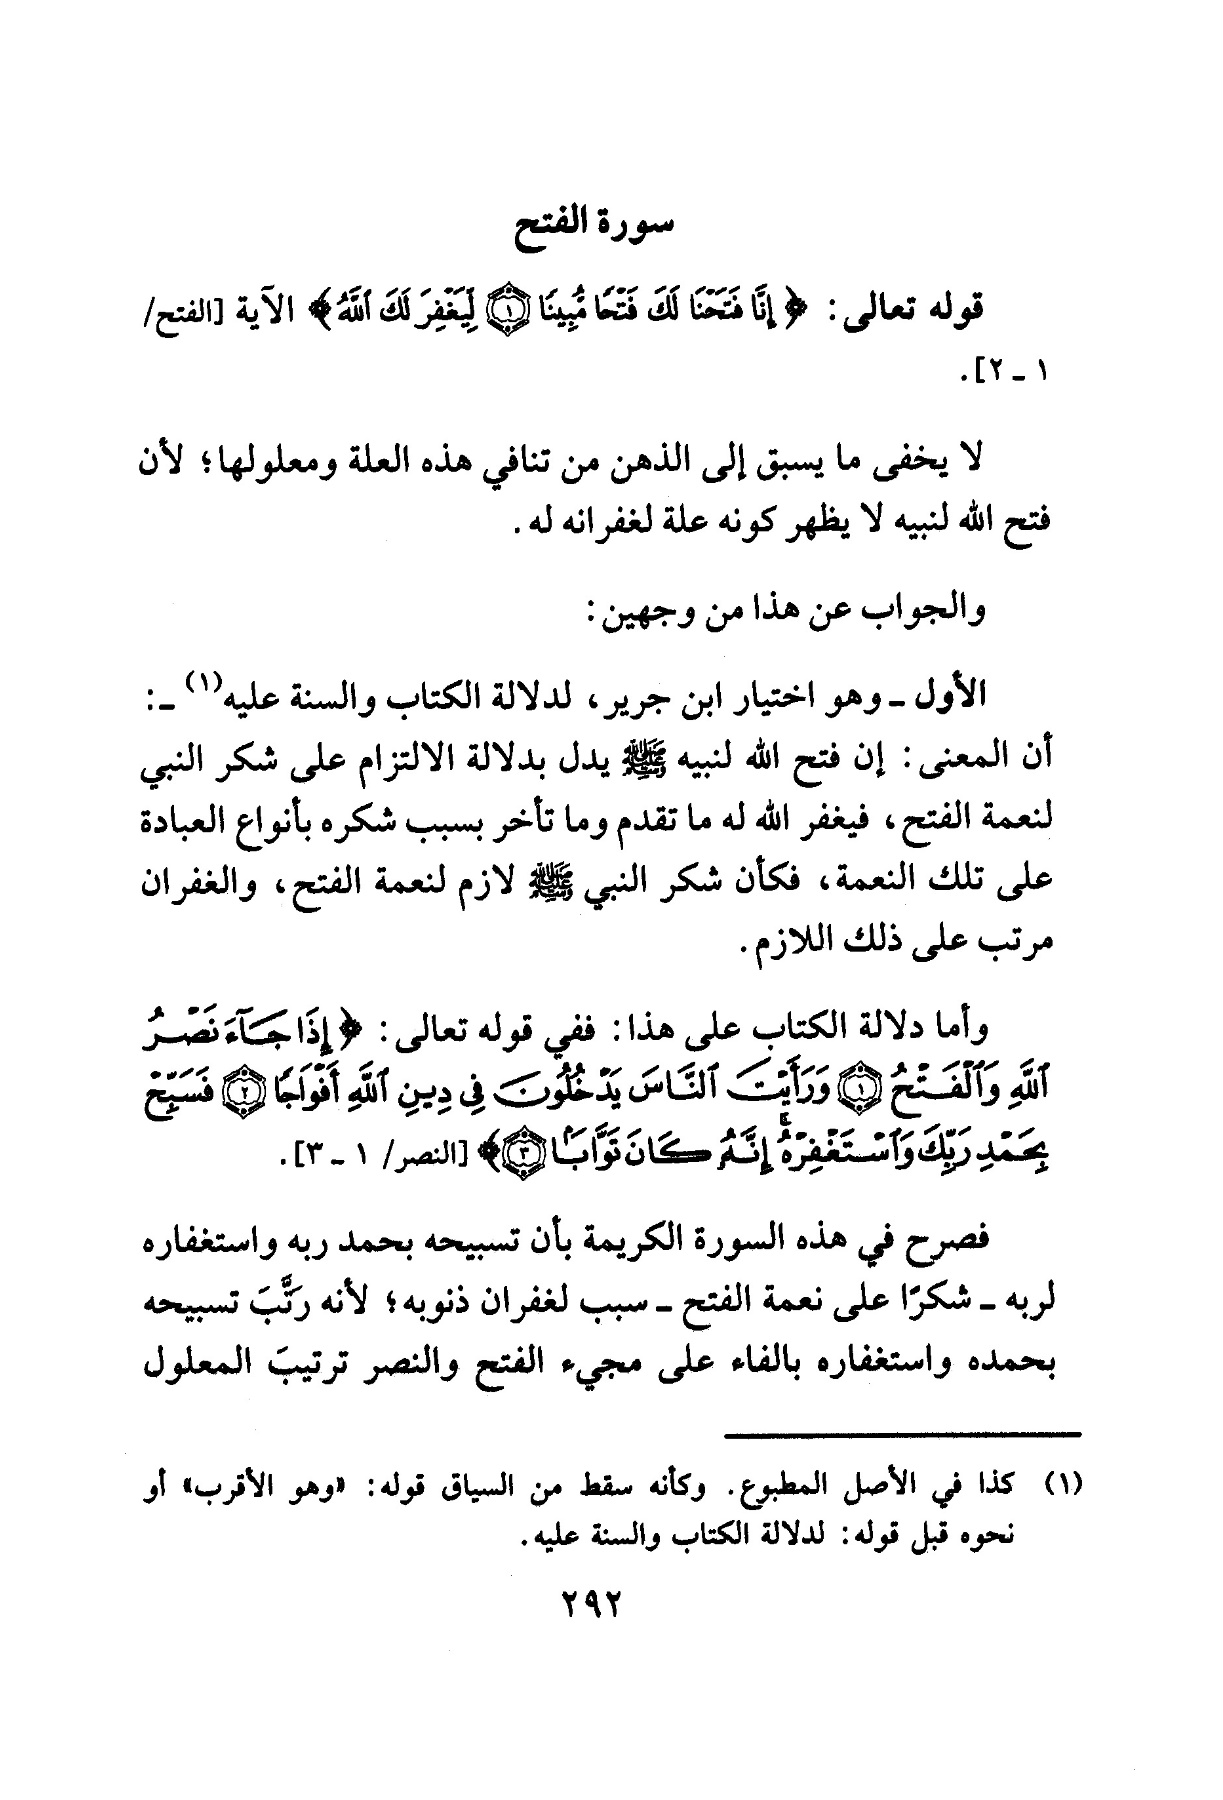 سورة الفتح
قوله تعالى: ﴿ إِنَّا فَتَحْنَا لَكَ فَتْحًا مُّبِينًا ۝١ لِّيَغْفِرَ لَكَ ٱللَّهُ﴾ الآية [الفتح/
١ ـ ٢].
لا يخفى ما يسبق إلى الذهن من تنافي هذه العلة ومعلولها؛ لأن
فتح الله لنبيه لا يظهر كونه علة لغفرانه له.
والجواب عن هذا من وجهين:
الأول ـ وهو اختيار ابن جرير، لدلالة الكتاب والسنة عليه(١) ـ:
أن المعنى: إن فتح الله لنبيه ﷺ يدل بدلالة الالتزام على شكر النبي
لنعمة الفتح، فيغفر الله له ما تقدم وما تأخر بسبب شكره بأنواع العبادة
على تلك النعمة، فكأن شكر النبي ﷺ لازم لنعمة الفتح، والغفران
مرتب على ذلك اللازم.
وأما دلالة الكتاب على هذا: ففي قوله تعالى: ﴿ إِذَا جَآءَ نَصْرُ
ٱللَّهِ وَٱلْفَتْحُ ۝١ وَرَأَيْتَ ٱلنَّاسَ يَدْخُلُونَ فِي دِينِ ٱللَّهِ أَفْوَاجًا ۝٢ فَسَبِّحْ
بِحَمْدِ رَبِّكَ وَٱسْتَغْفِرْهُ ۚ إِنَّهُۥ كَانَ تَوَّابًۢا ۝٣﴾ [النصر/ ١ ـ ٣].
فصرح في هذه السورة الكريمة بأن تسبيحه بحمد ربه واستغفاره
لربه ـ شكرًا على نعمة الفتح ـ سبب لغفران ذنوبه؛ لأنه رتَّبَ تسبيحه
بحمده واستغفاره بالفاء على مجيء الفتح والنصر ترتيبَ المعلول
(١) كذا في الأصل المطبوع. وكأنه سقط من السياق قوله: «وهو الأقرب» أو
نحوه قبل قوله: لدلالة الكتاب والسنة عليه.
٢٩٢